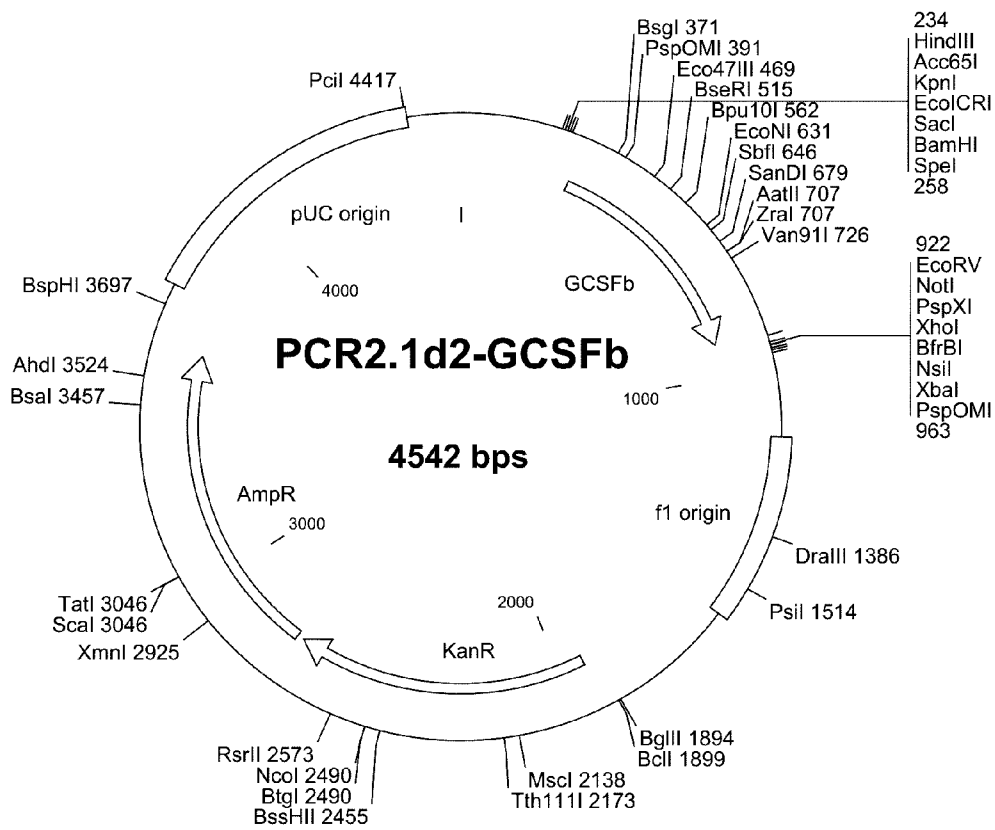 BsgI 371
PspOMI 391
Eco47III 469
BseRI 515
Bpu10I 562
EcoNI 631
SbfI 646
SanDI 679
AatII 707
ZraI 707
Van91I 726
234
HindIII
Acc65I
KpnI
EcoICRI
SacI
BamHI
SpeI
258
922
EcoRV
NotI
PspXI
XhoI
BfrBI
NsiI
XbaI
PspOMI
963
PciI 4417
pUC origin
I
GCSFb
4000
BspHI 3697
PCR2.1d2-GCSFb
AhdI 3524
BsaI 3457
1000
4542 bps
AmpR
3000
f1 origin
DraIII 1386
PsiI 1514
TatI 3046
ScaI 3046
XmnI 2925
2000
KanR
RsrII 2573
NcoI 2490
BtgI 2490
BssHII 2455
BglII 1894
BclI 1899
MscI 2138
Tth111I 2173